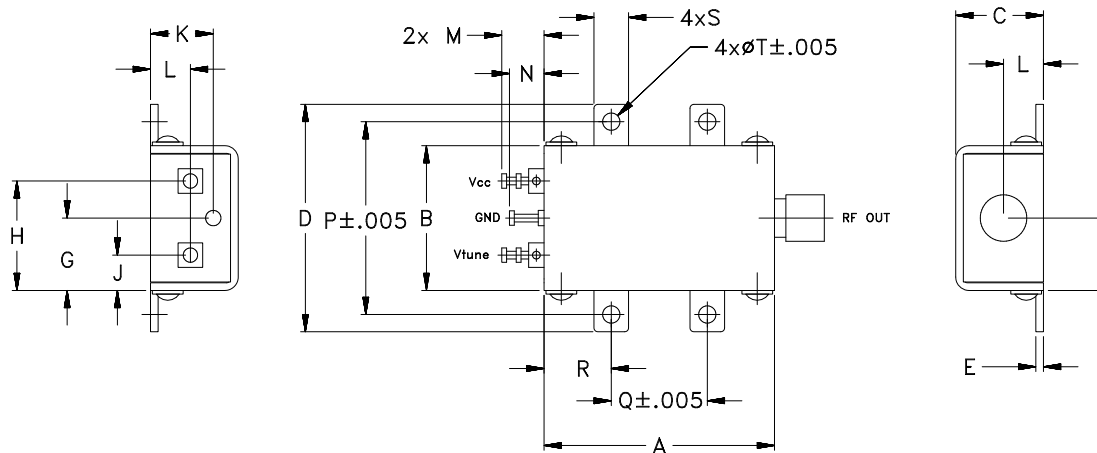 K
L
H
G
J
2x M
N
4xS
4xøT±.005
D
P±.005
B
Vcc
GND
Vtune
RF OUT
R
Q±.005
A
C
L
E